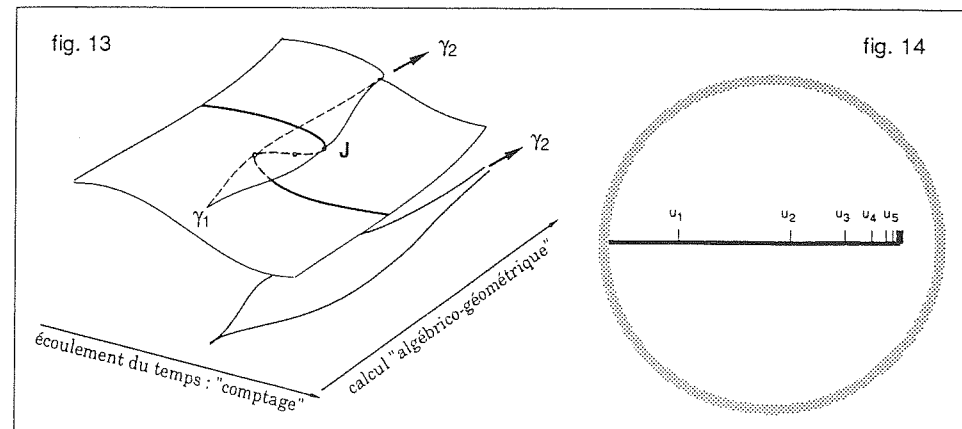 fig. 13
γ2
fig. 14
J
γ2
γ1
u1
u2
u3
u4
u5
écoulement du temps : "comptage"
calcul "algébrico-géométrique"